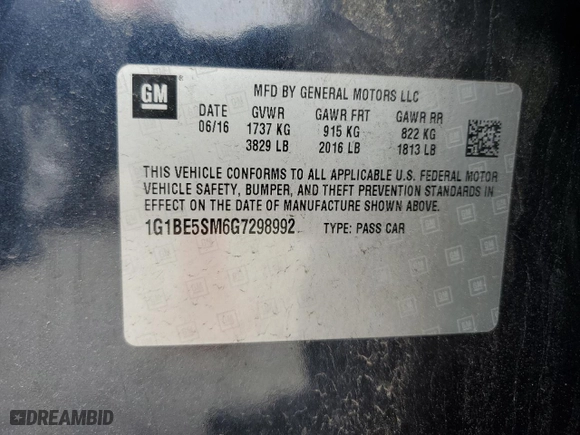 GM
MFD BY GENERAL MOTORS LLC
DATE GVWR GAWR FRT GAWR RR
06/16 1737 KG 915 KG 822 KG
3829 LB 2016 LB 1813 LB
THIS VEHICLE CONFORMS TO ALL APPLICABLE U.S. FEDERAL MOTOR
VEHICLE SAFETY, BUMPER, AND THEFT PREVENTION STANDARDS IN
EFFECT ON THE DATE OF MANUFACTURE SHOWN ABOVE.
1G1BE5SM6G7298992 TYPE: PASS CAR
DREAMBID